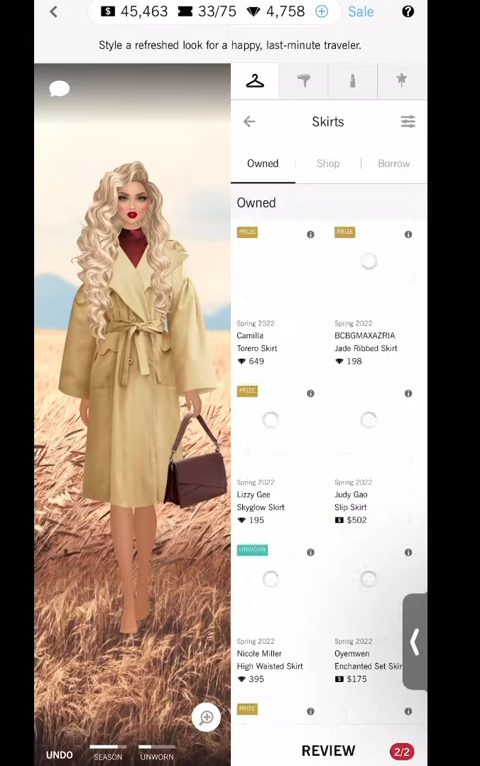 45,463 33/75 4,758 Sale
Style a refreshed look for a happy, last-minute traveler.
Skirts
Owned Shop Borrow
Owned
PRIZE PRIZE
Spring 2022 Spring 2022
Camilla BCBGMAXAZRIA
Torero Skirt Jade Ribbed Skirt
649 198
PRIZE
Spring 2022 Spring 2022
Lizzy Gee Judy Gao
Skyglow Skirt Slip Skirt
195 $502
UNWORN
Spring 2022 Spring 2022
Nicole Miller Oyemwen
High Waisted Skirt Enchanted Set Skir
395 $175
PRIZE
UNDO SEASON UNWORN REVIEW 2/2